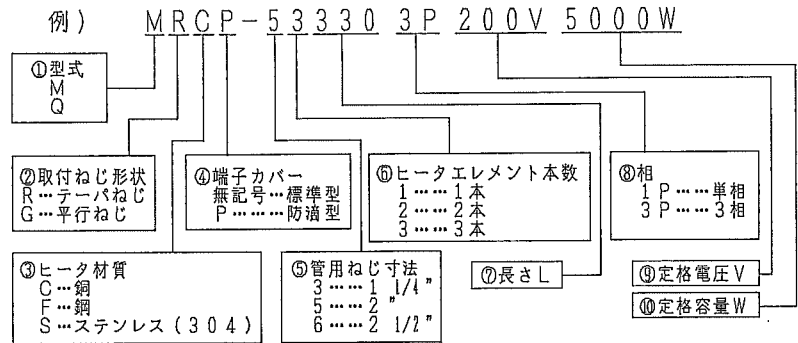 例) MRCP-53330 3P 200V 5000W
①型式
M
Q
②取付ねじ形状
R…テーパねじ
G…平行ねじ
③ヒータ材質
C…銅
F…鋼
S…ステンレス(304)
④端子カバー
無記号…標準型
P………防滴型
⑤管用ねじ寸法
3……1 1/4"
5……2"
6……2 1/2"
⑥ヒータエレメント本数
1……1本
2……2本
3……3本
⑦長さL
⑧相
1P……単相
3P……3相
⑨定格電圧V
⑩定格容量W